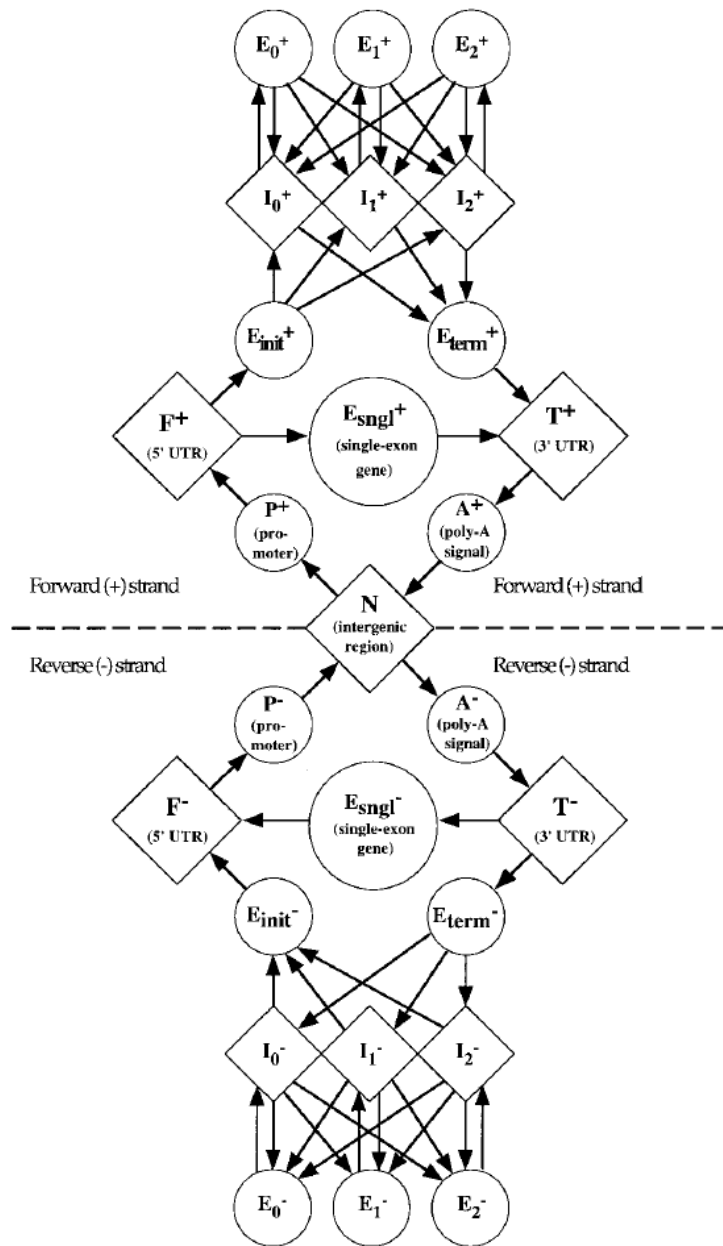 E₀⁺ E₁⁺ E₂⁺
I₀⁺ I₁⁺ I₂⁺
Einit⁺ Eterm⁺
F⁺
(5' UTR)
Esngl⁺
(single-exon
gene)
T⁺
(3' UTR)
P⁺
(pro-
moter)
A⁺
(poly-A
signal)
Forward (+) strand
N
(intergenic
region)
Forward (+) strand
Reverse (-) strand
Reverse (-) strand
P⁻
(pro-
moter)
A⁻
(poly-A
signal)
F⁻
(5' UTR)
Esngl⁻
(single-exon
gene)
T⁻
(3' UTR)
Einit⁻ Eterm⁻
I₀⁻ I₁⁻ I₂⁻
E₀⁻ E₁⁻ E₂⁻